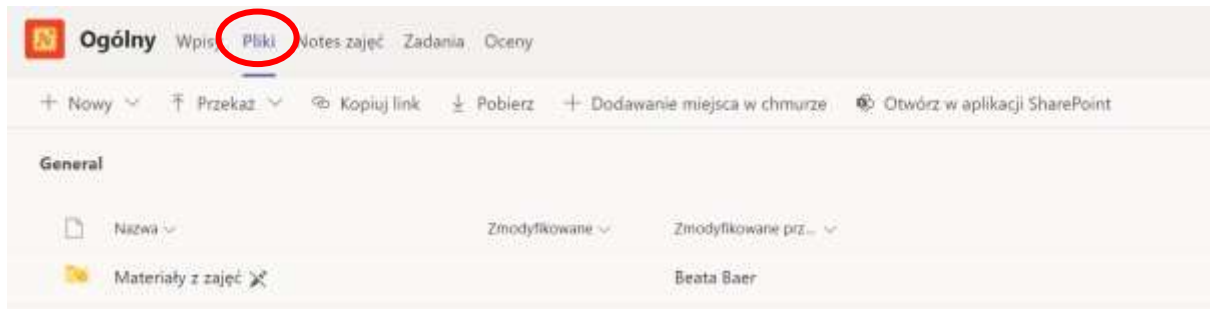 Ogólny Wpisy Pliki Notes zajęć Zadania Oceny
+ Nowy Przekaż Kopiuj link Pobierz + Dodawanie miejsca w chmurze Otwórz w aplikacji SharePoint
General
Nazwa Zmodyfikowane Zmodyfikowane prz...
Materiały z zajęć Beata Baer